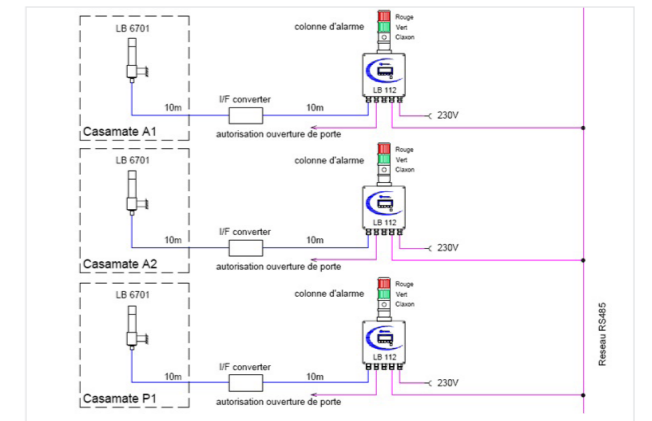 LB 6701
colonne d'alarme
Rouge
Vert
Claxon
LB 112
10m
I/F converter
10m
230V
Casamate A1
autorisation ouverture de porte
LB 6701
colonne d'alarme
Rouge
Vert
Claxon
LB 112
10m
I/F converter
10m
230V
Casamate A2
autorisation ouverture de porte
LB 6701
colonne d'alarme
Rouge
Vert
Claxon
LB 112
10m
I/F converter
10m
230V
Casamate P1
autorisation ouverture de porte
Reseau RS485